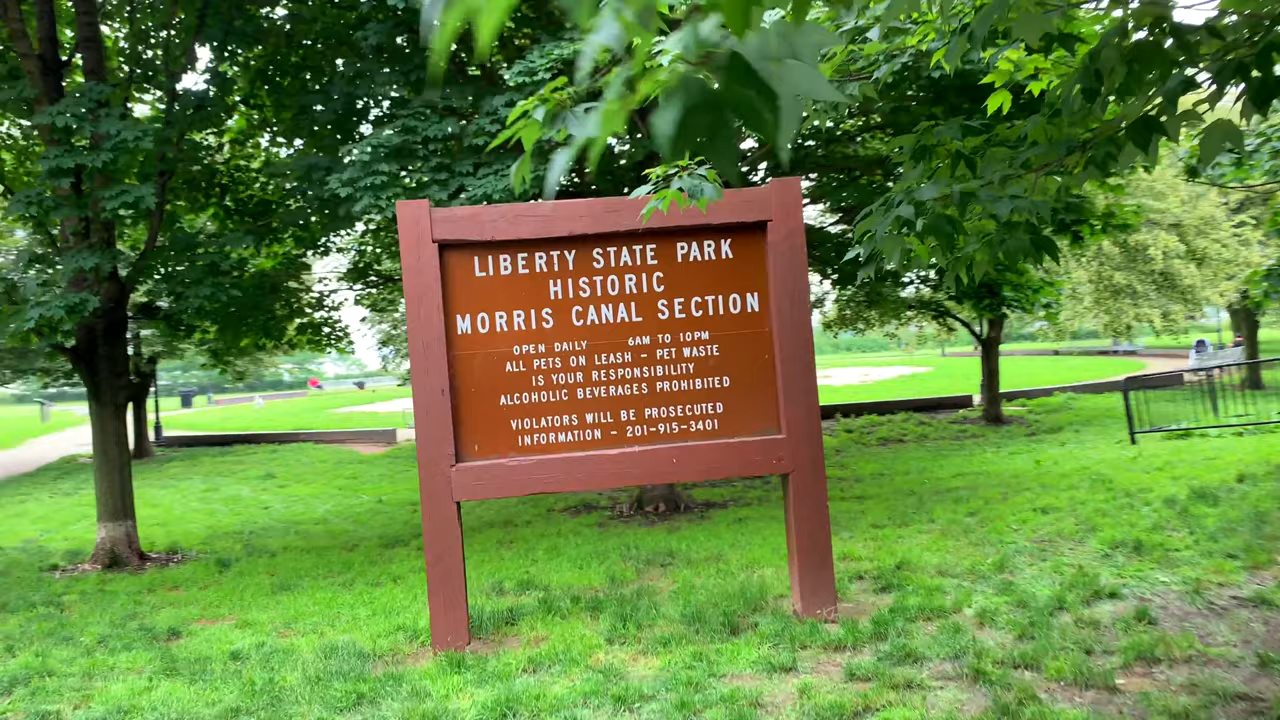 LIBERTY STATE PARK
HISTORIC
MORRIS CANAL SECTION
OPEN DAILY 6AM TO 10PM
ALL PETS ON LEASH - PET WASTE
IS YOUR RESPONSIBILITY
ALCOHOLIC BEVERAGES PROHIBITED
VIOLATORS WILL BE PROSECUTED
INFORMATION - 201-915-3401